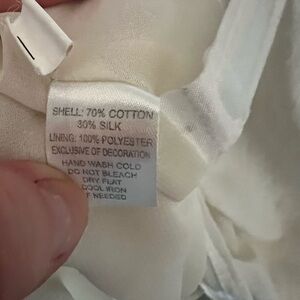 SHELL: 70% COTTON
30% SILK
LINING: 100% POLYESTER
EXCLUSIVE OF DECORATION
HAND WASH COLD
DO NOT BLEACH
DRY FLAT
COOL IRON
IF NEEDED